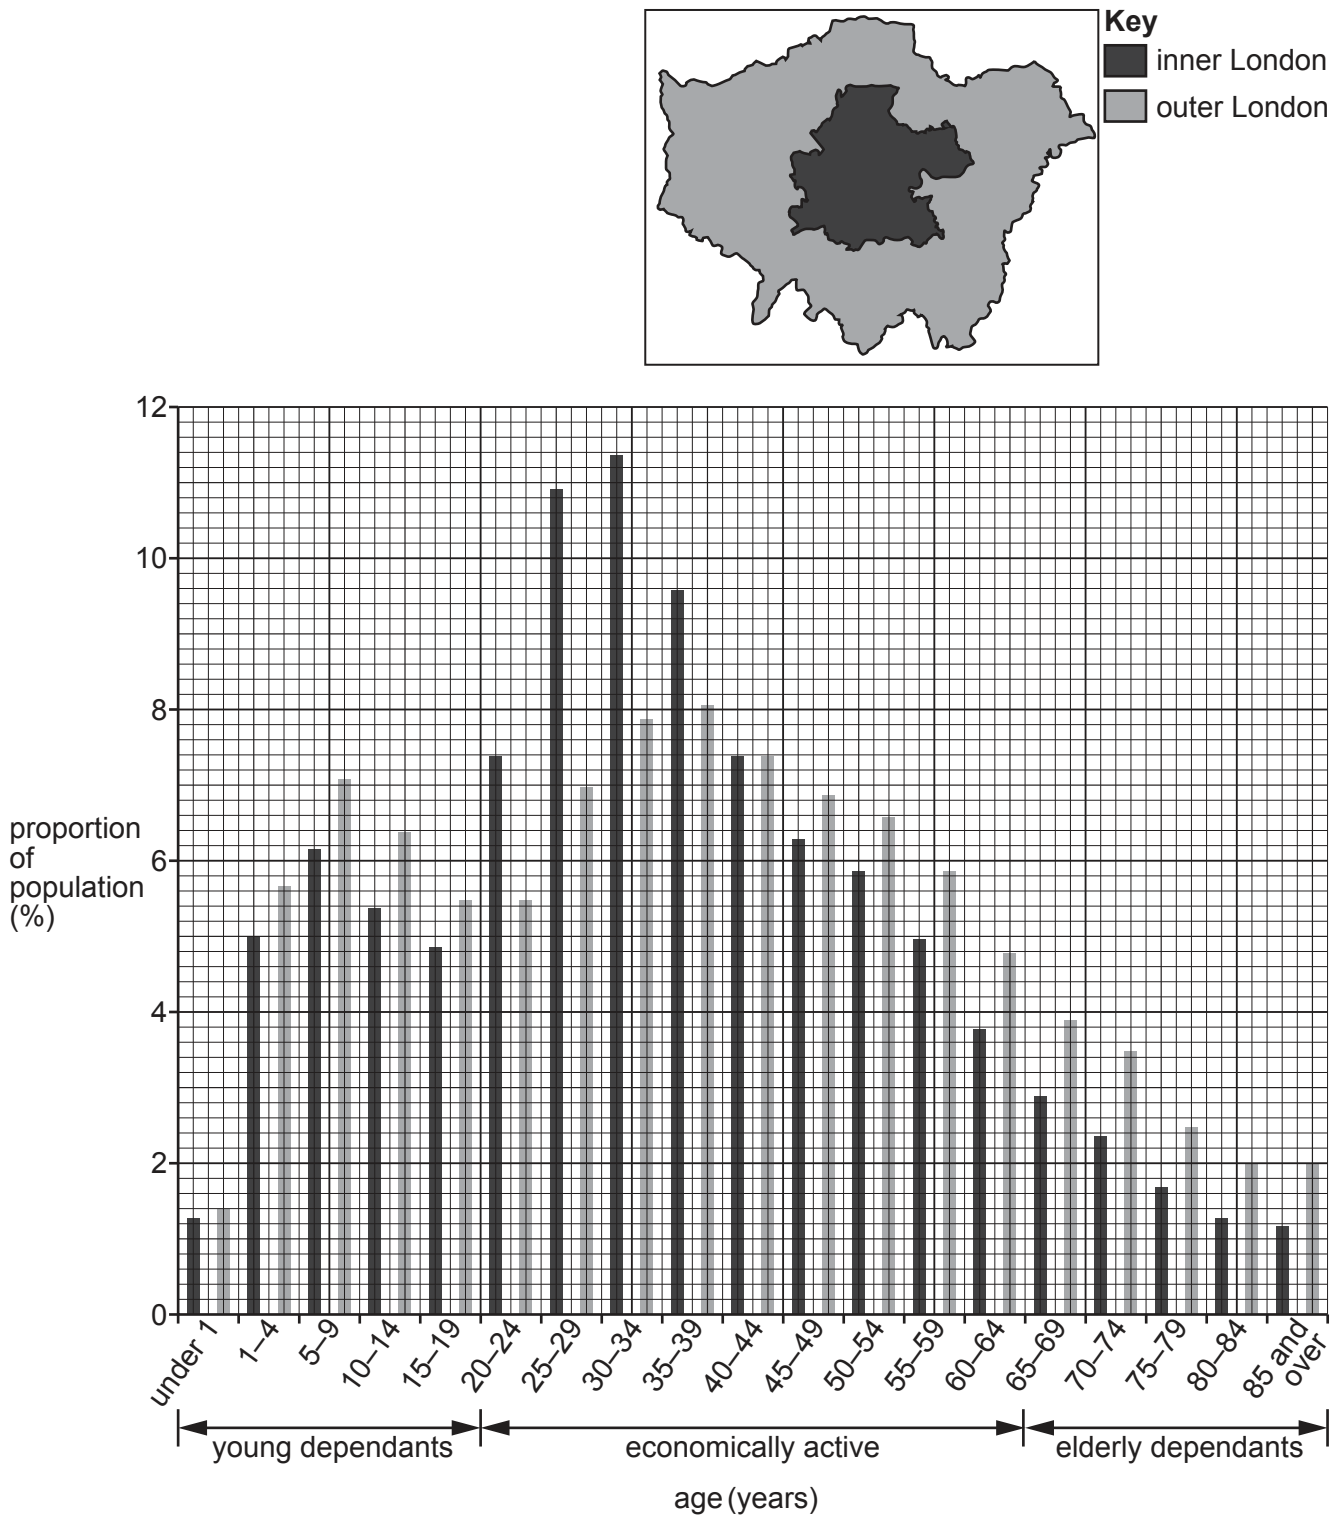 Key
inner London
outer London
12
10
8
6
4
2
0
proportion
of
population
(%)
under 1
1–4
5–9
10–14
15–19
20–24
25–29
30–34
35–39
40–44
45–49
50–54
55–59
60–64
65–69
70–74
75–79
80–84
85 and
over
young dependants
economically active
elderly dependants
age (years)